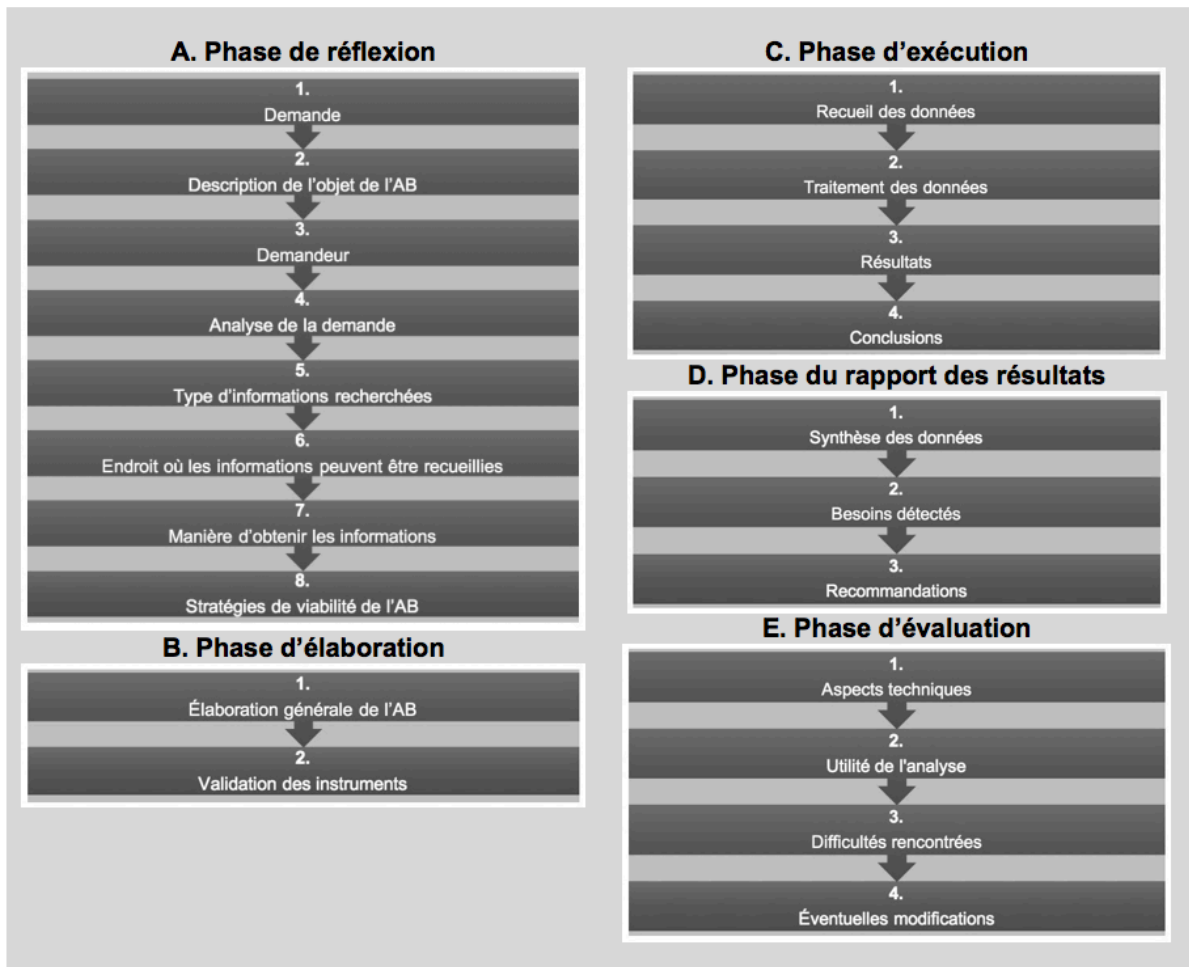 A. Phase de réflexion
1.
Demande
2.
Description de l'objet de l'AB
3.
Demandeur
4.
Analyse de la demande
5.
Type d'informations recherchées
6.
Endroit où les informations peuvent être recueillies
7.
Manière d'obtenir les informations
8.
Stratégies de viabilité de l'AB
B. Phase d'élaboration
1.
Élaboration générale de l'AB
2.
Validation des instruments
C. Phase d'exécution
1.
Recueil des données
2.
Traitement des données
3.
Résultats
4.
Conclusions
D. Phase du rapport des résultats
1.
Synthèse des données
2.
Besoins détectés
3.
Recommandations
E. Phase d'évaluation
1.
Aspects techniques
2.
Utilité de l'analyse
3.
Difficultés rencontrées
4.
Éventuelles modifications